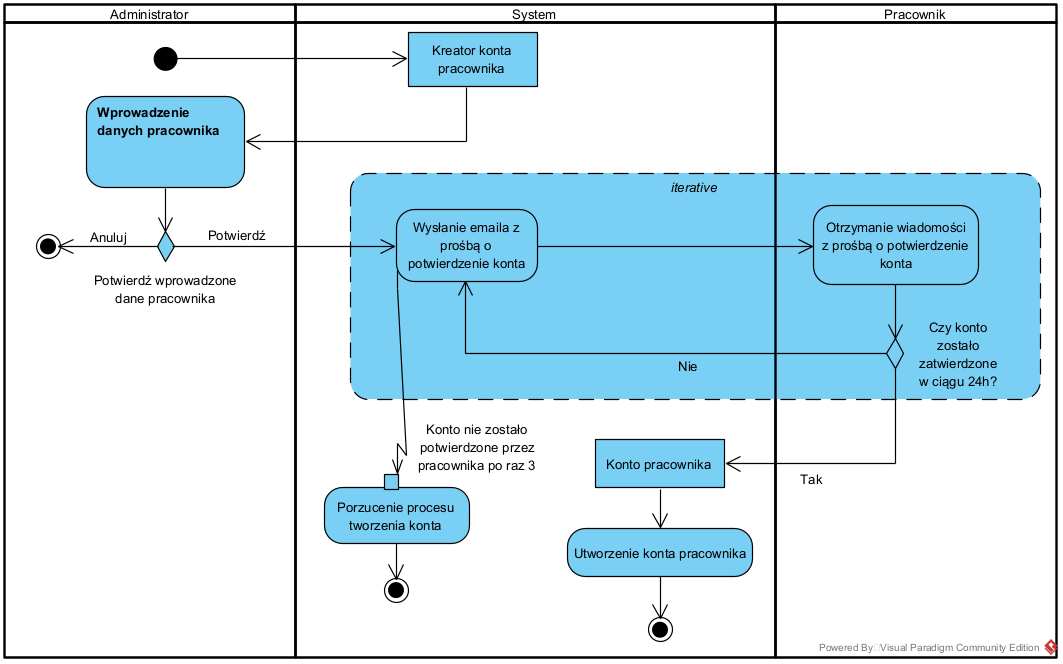 Administrator
System
Pracownik
Kreator konta
pracownika
Wprowadzenie
danych pracownika
iterative
Wysłanie emaila z
prośbą o
potwierdzenie konta
Otrzymanie wiadomości
z prośbą o potwierdzenie
konta
Anuluj
Potwierdź
Potwierdź wprowadzone
dane pracownika
Czy konto
zostało
zatwierdzone
w ciągu 24h?
Nie
Konto nie zostało
potwierdzone przez
pracownika po raz 3
Konto pracownika
Tak
Porzucenie procesu
tworzenia konta
Utworzenie konta pracownika
Powered By Visual Paradigm Community Edition